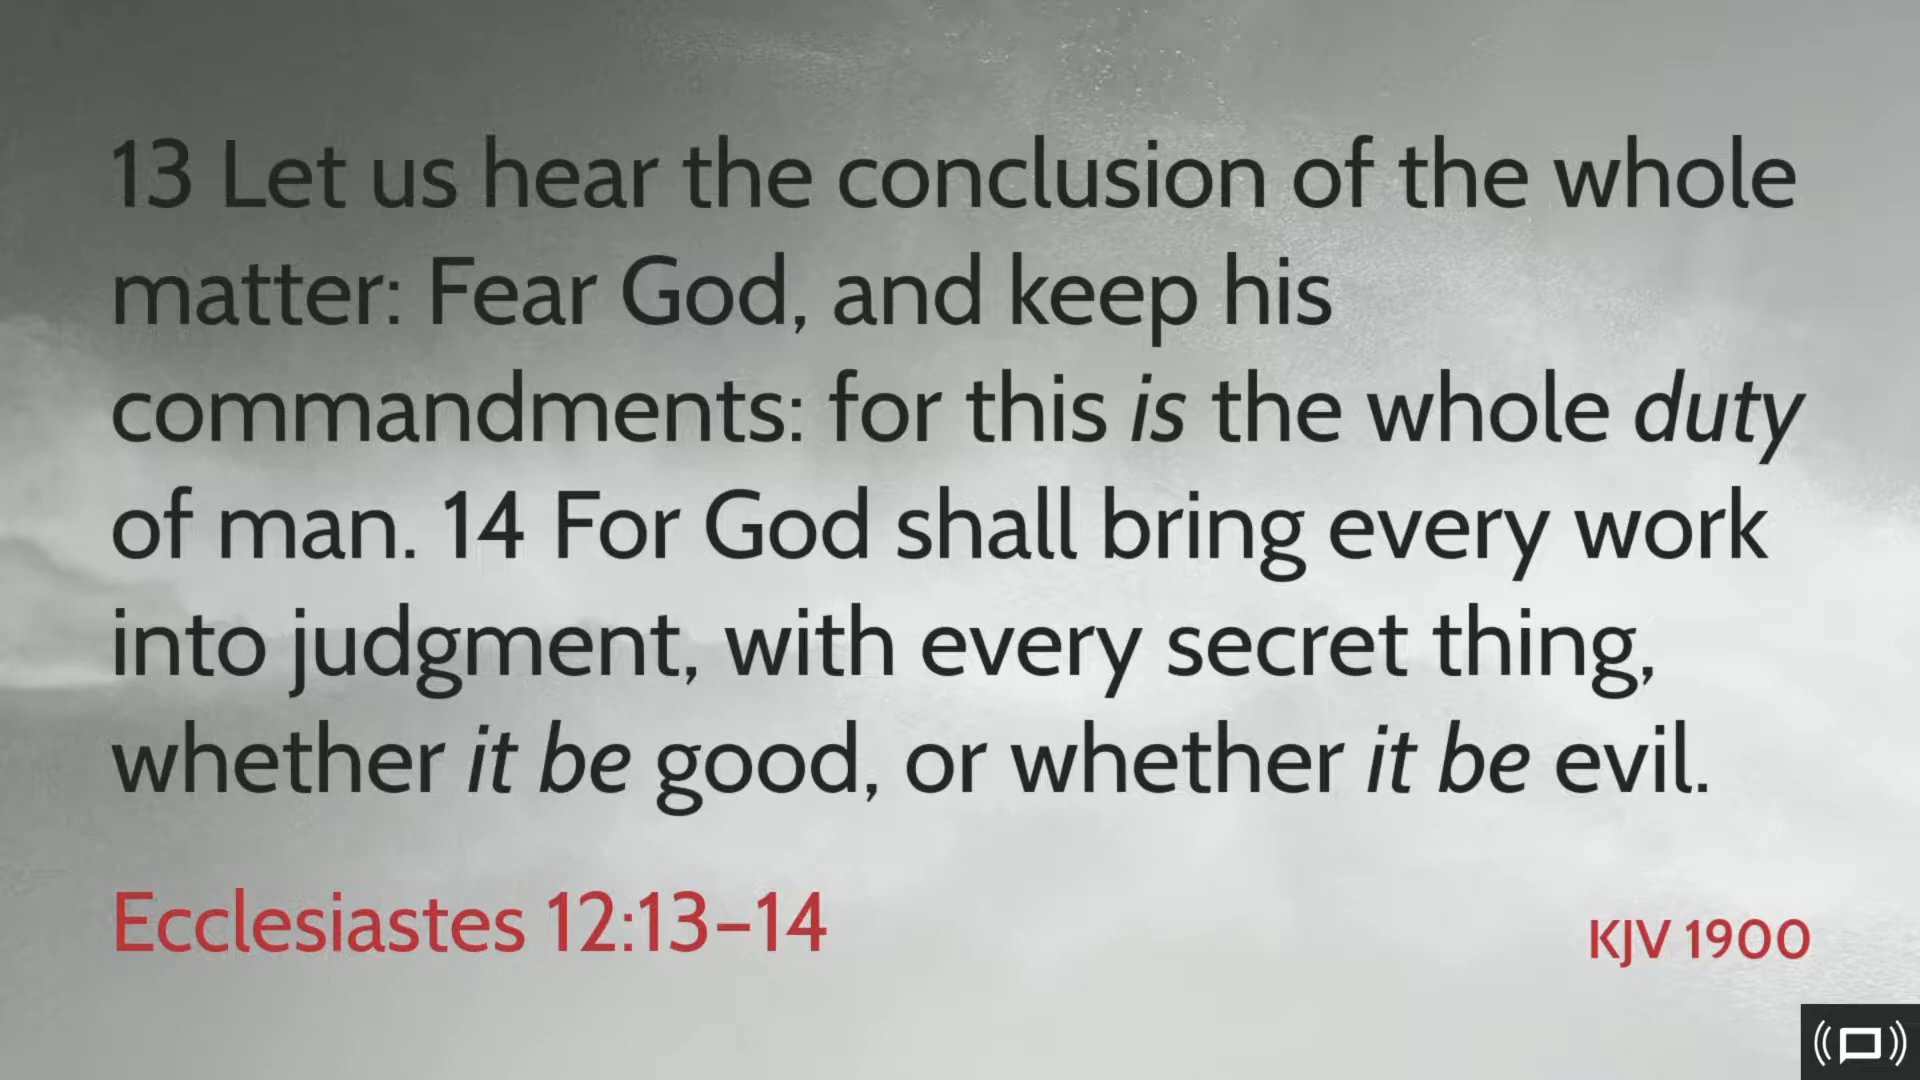 13 Let us hear the conclusion of the whole
matter: Fear God, and keep his
commandments: for this is the whole duty
of man. 14 For God shall bring every work
into judgment, with every secret thing,
whether it be good, or whether it be evil.
Ecclesiastes 12:13–14
KJV 1900